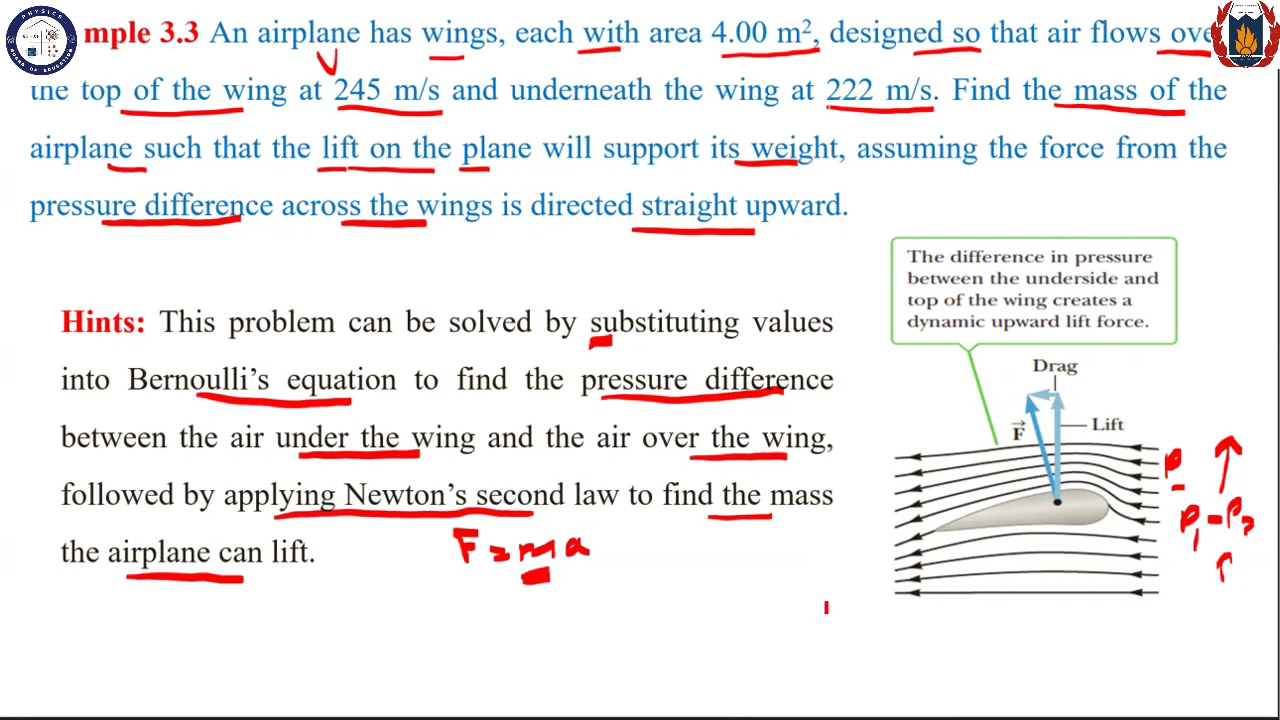 PHYSICS
mple 3.3 An airplane has wings, each with area 4.00 m², designed so that air flows ove
the top of the wing at 245 m/s and underneath the wing at 222 m/s. Find the mass of the
airplane such that the lift on the plane will support its weight, assuming the force from the
pressure difference across the wings is directed straight upward.
The difference in pressure
between the underside and
top of the wing creates a
dynamic upward lift force.
Hints: This problem can be solved by substituting values
into Bernoulli's equation to find the pressure difference
between the air under the wing and the air over the wing,
followed by applying Newton's second law to find the mass
the airplane can lift.
F = ma
Drag
Lift
F
P
P₁ - P₂